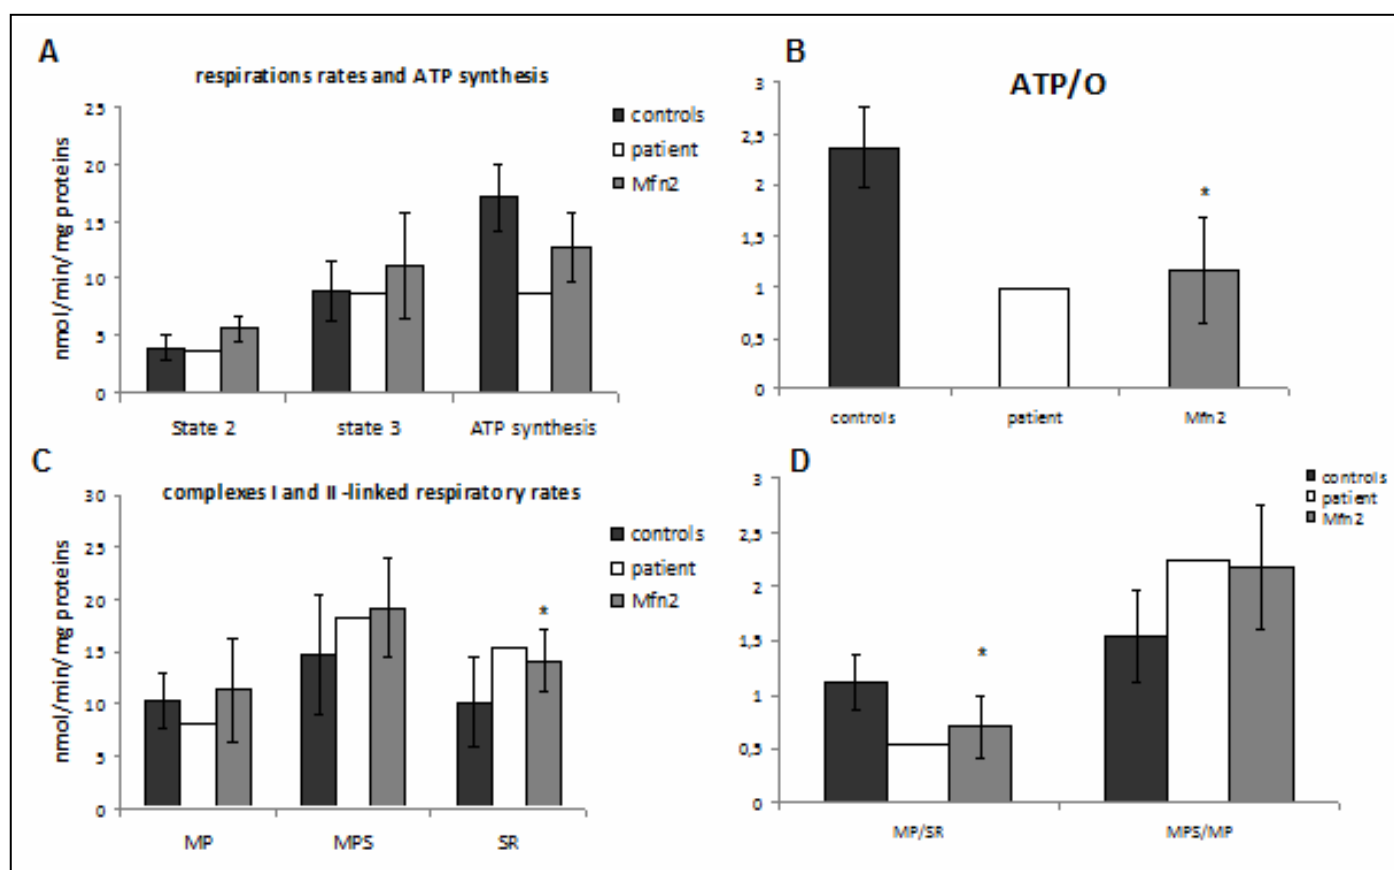 A
respirations rates and ATP synthesis
25
20
15
10
5
0
nmol/min/mg proteins
controls
patient
Mfn2
State 2
state 3
ATP synthesis
B
ATP/O
3
2,5
2
1,5
1
0,5
0
*
controls
patient
Mfn2
C
complexes I and II -linked respiratory rates
30
25
20
15
10
5
0
nmol/min/mg proteins
controls
patient
Mfn2
*
MP
MPS
SR
D
3
2,5
2
1,5
1
0,5
0
controls
patient
Mfn2
*
MP/SR
MPS/MP